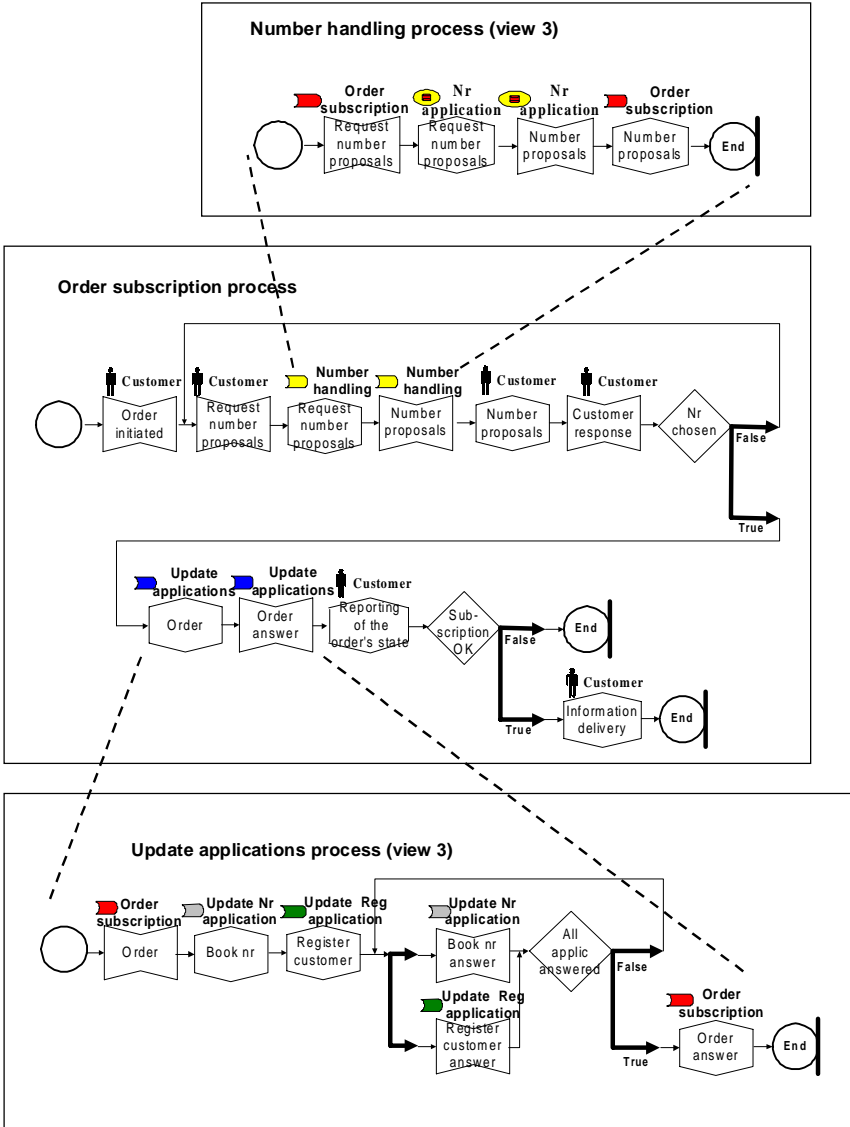 Number handling process (view 3)
Order
subscription
Nr
application
Nr
application
Order
subscription
Request
number
proposals
Request
number
proposals
Number
proposals
Number
proposals
End
Order subscription process
Customer
Customer
Number
handling
Number
handling
Customer
Customer
Order
initiated
Request
number
proposals
Request
number
proposals
Number
proposals
Number
proposals
Customer
response
Nr
chosen
False
True
Update
applications
Update
applications
Customer
Order
Order
answer
Reporting
of the
order's state
Sub-
scription
OK
False
End
Customer
True
Information
delivery
End
Update applications process (view 3)
Order
subscription
Update Nr
application
Update Reg
application
Update Nr
application
Order
Book nr
Register
customer
Book nr
answer
All
applic
answered
False
Update Reg
application
Register
customer
answer
Order
subscription
True
Order
answer
End